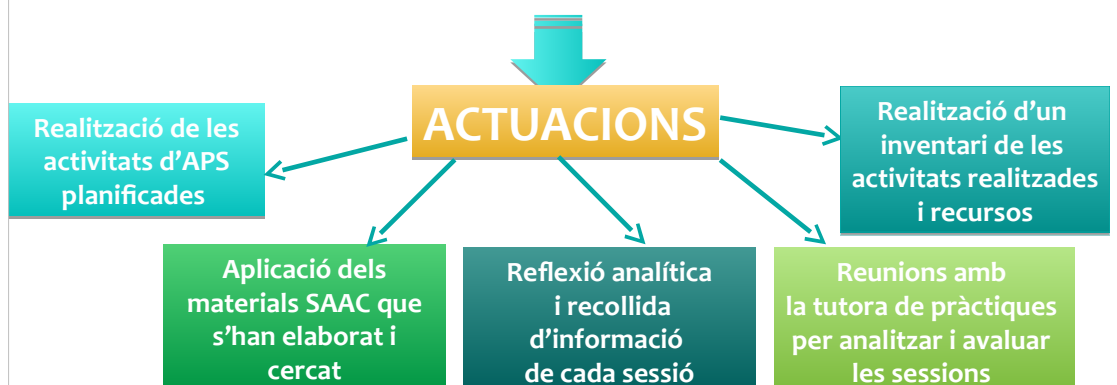 ACTUACIONS
Realització de les
activitats d’APS
planificades
Realització d’un
inventari de les
activitats realitzades
i recursos
Aplicació dels
materials SAAC que
s’han elaborat i
cercat
Reflexió analítica
i recollida
d’informació
de cada sessió
Reunions amb
la tutora de pràctiques
per analitzar i avaluar
les sessions